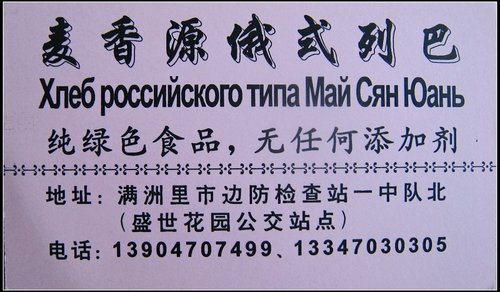 麦香源俄式列巴
Хлеб российского типа Май Сян Юань
纯绿色食品，无任何添加剂
地址：满洲里市边防检查站一中队北
（盛世花园公交站点）
电话：13904707499、13347030305